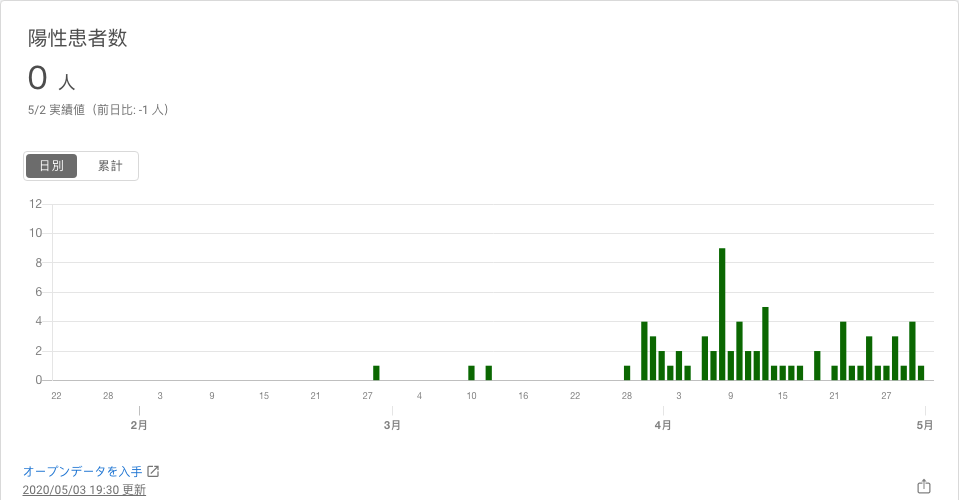 陽性患者数
0 人
5/2 実績値（前日比: -1 人）
日別 累計
12
10
8
6
4
2
0
22 28 3 9 15 21 27 4 10 16 22 28 3 9 15 21 27
2月 3月 4月 5月
オープンデータを入手
2020/05/03 19:30 更新